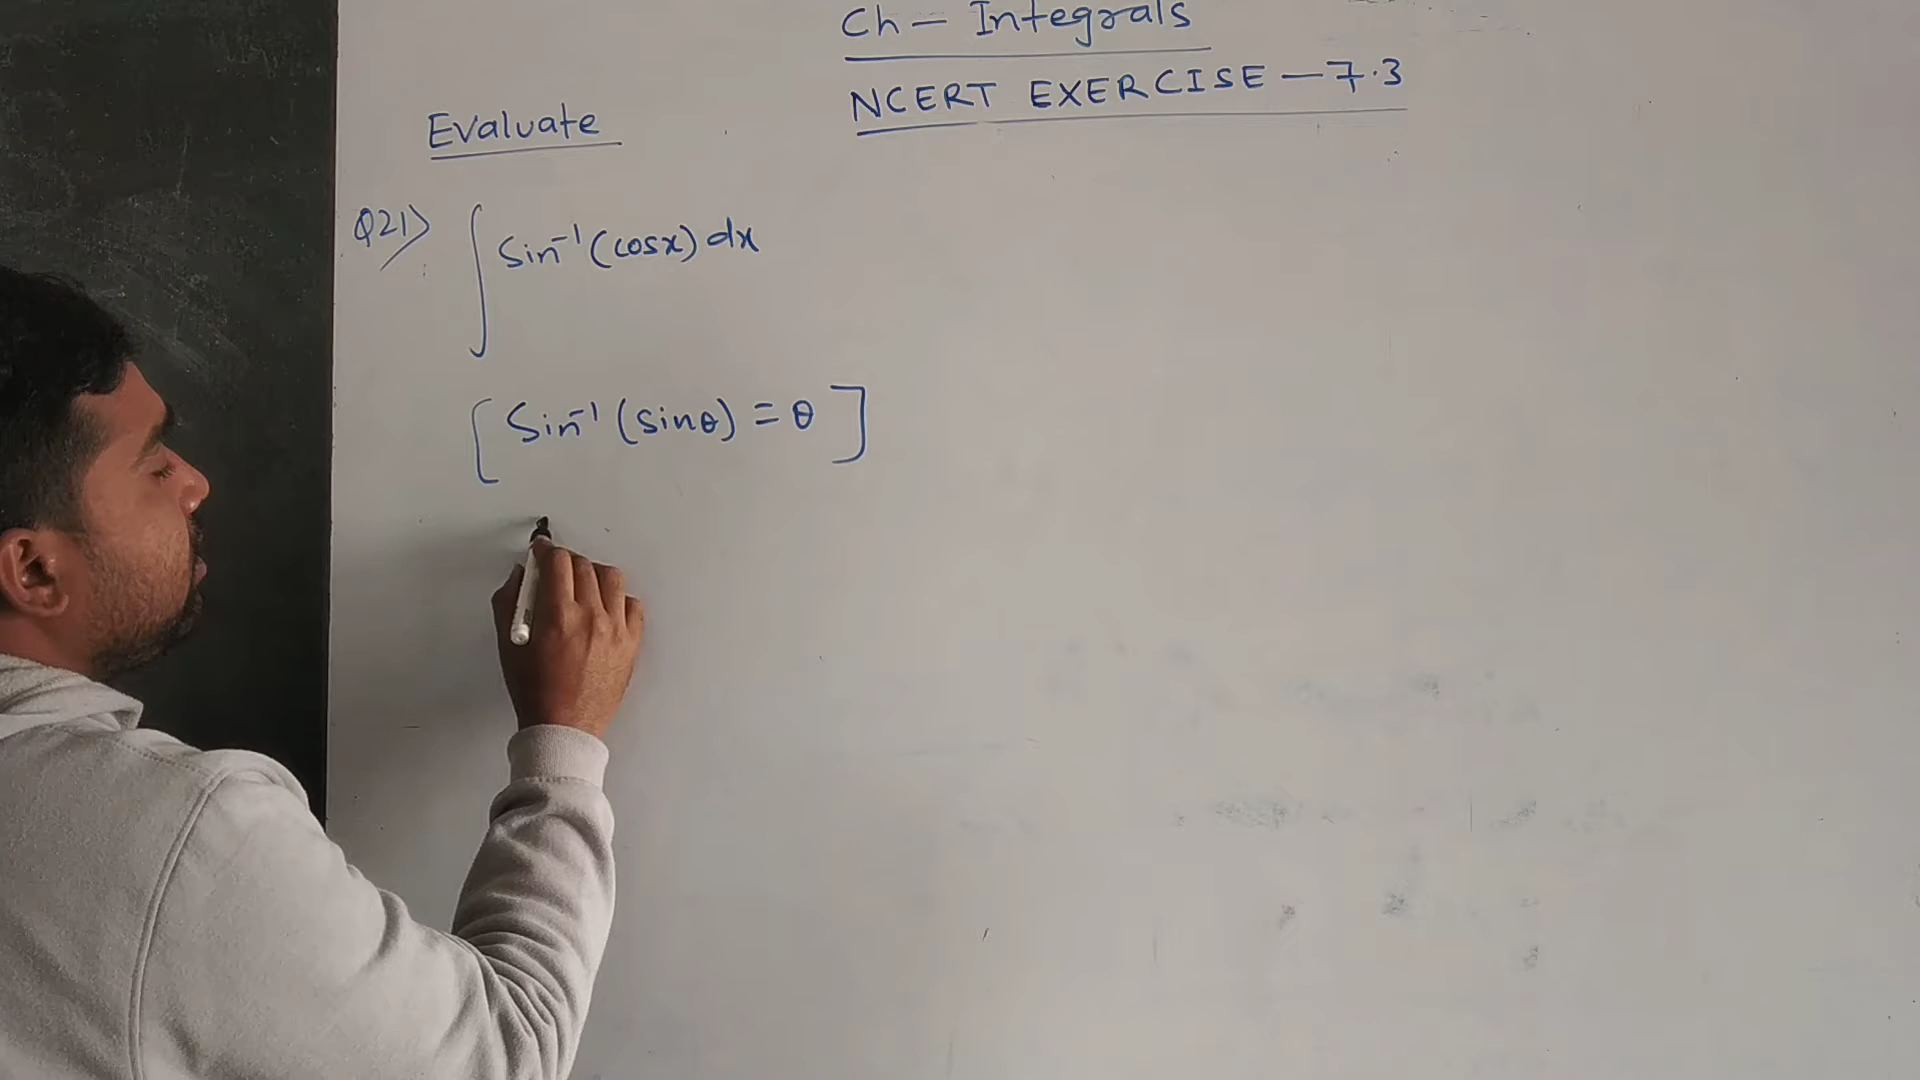 Ch — Integrals
NCERT EXERCISE — 7.3
Evaluate
Q21> ∫ Sin⁻¹(cosx) dx
[ Sin⁻¹(sinθ) = θ ]